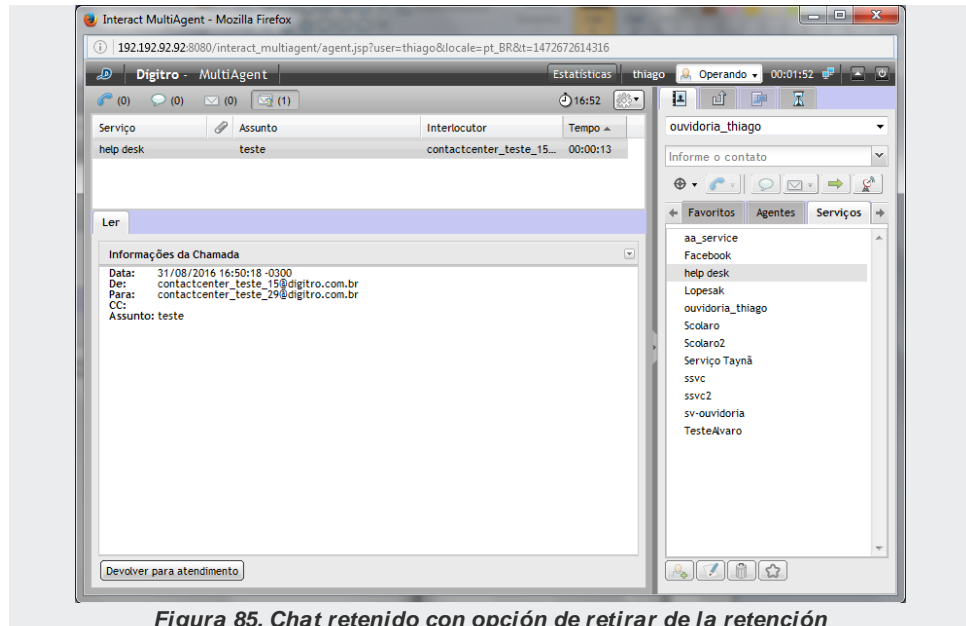 Interact MultiAgent - Mozilla Firefox
192.192.92.92:8080/interact_multiagent/agent.jsp?user=thiago&locale=pt_BR&t=1472672614316
Dígitro - MultiAgent
Estatísticas thiago Operando 00:01:52
(0) (0) (0) (1) 16:52
Serviço Assunto Interlocutor Tempo
help desk teste contactcenter_teste_15... 00:00:13
Ler
Informações da Chamada
Data: 31/08/2016 16:50:18 -0300
De: contactcenter_teste_15@digitro.com.br
Para: contactcenter_teste_29@digitro.com.br
CC:
Assunto: teste
Devolver para atendimento
ouvidoria_thiago
Informe o contato
Favoritos Agentes Serviços
aa_service
Facebook
help desk
Lopesak
ouvidoria_thiago
Scolaro
Scolaro2
Serviço Taynã
ssvc
ssvc2
sv-ouvidoria
TesteAlvaro
Figura 85. Chat retenido con opción de retirar de la retención